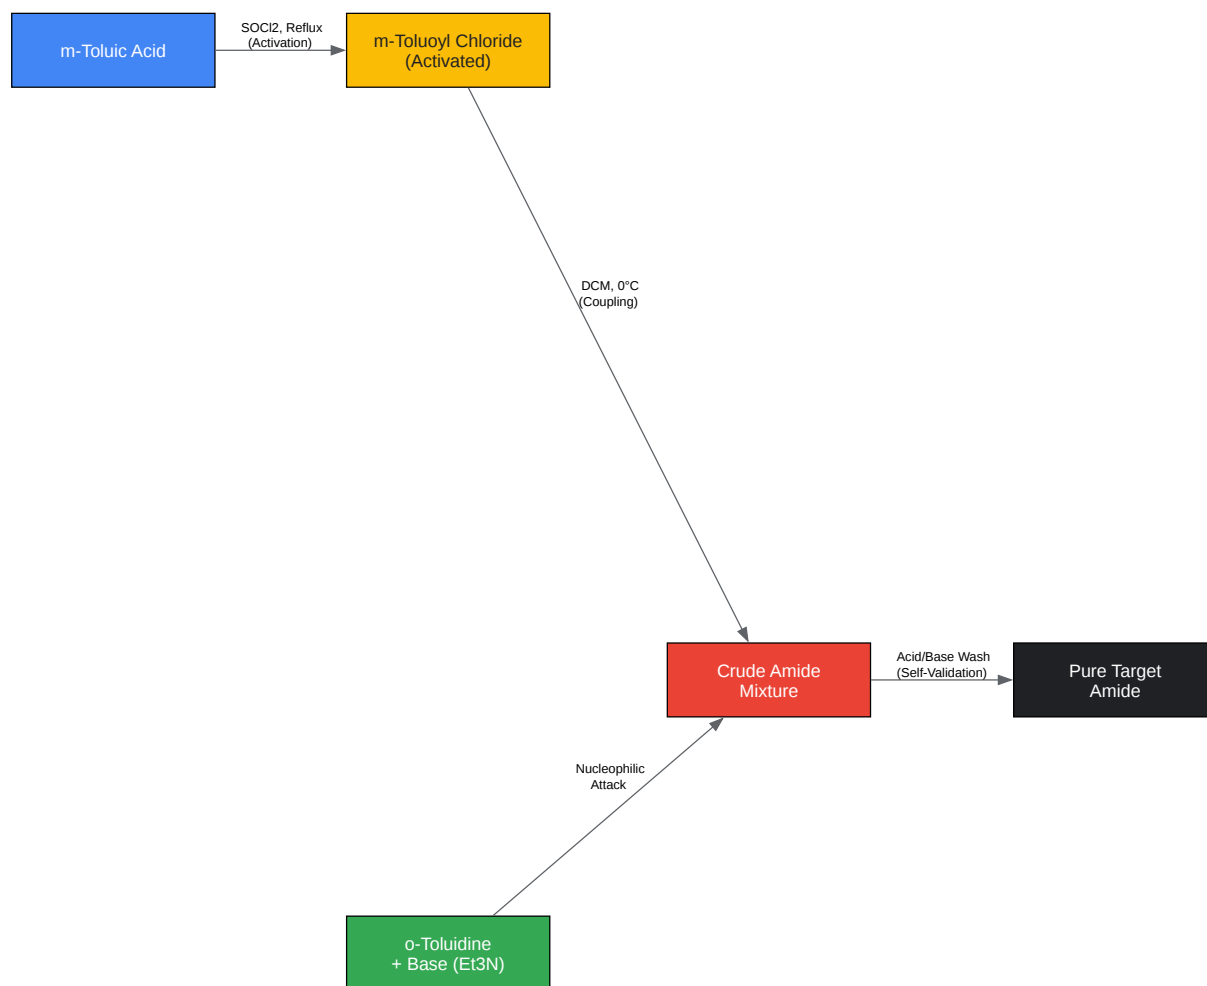 m-Toluic Acid
SOCl2, Reflux
(Activation)
m-Toluoyl Chloride
(Activated)
DCM, 0°C
(Coupling)
Crude Amide
Mixture
Acid/Base Wash
(Self-Validation)
Pure Target
Amide
Nucleophilic
Attack
o-Toluidine
+ Base (Et3N)